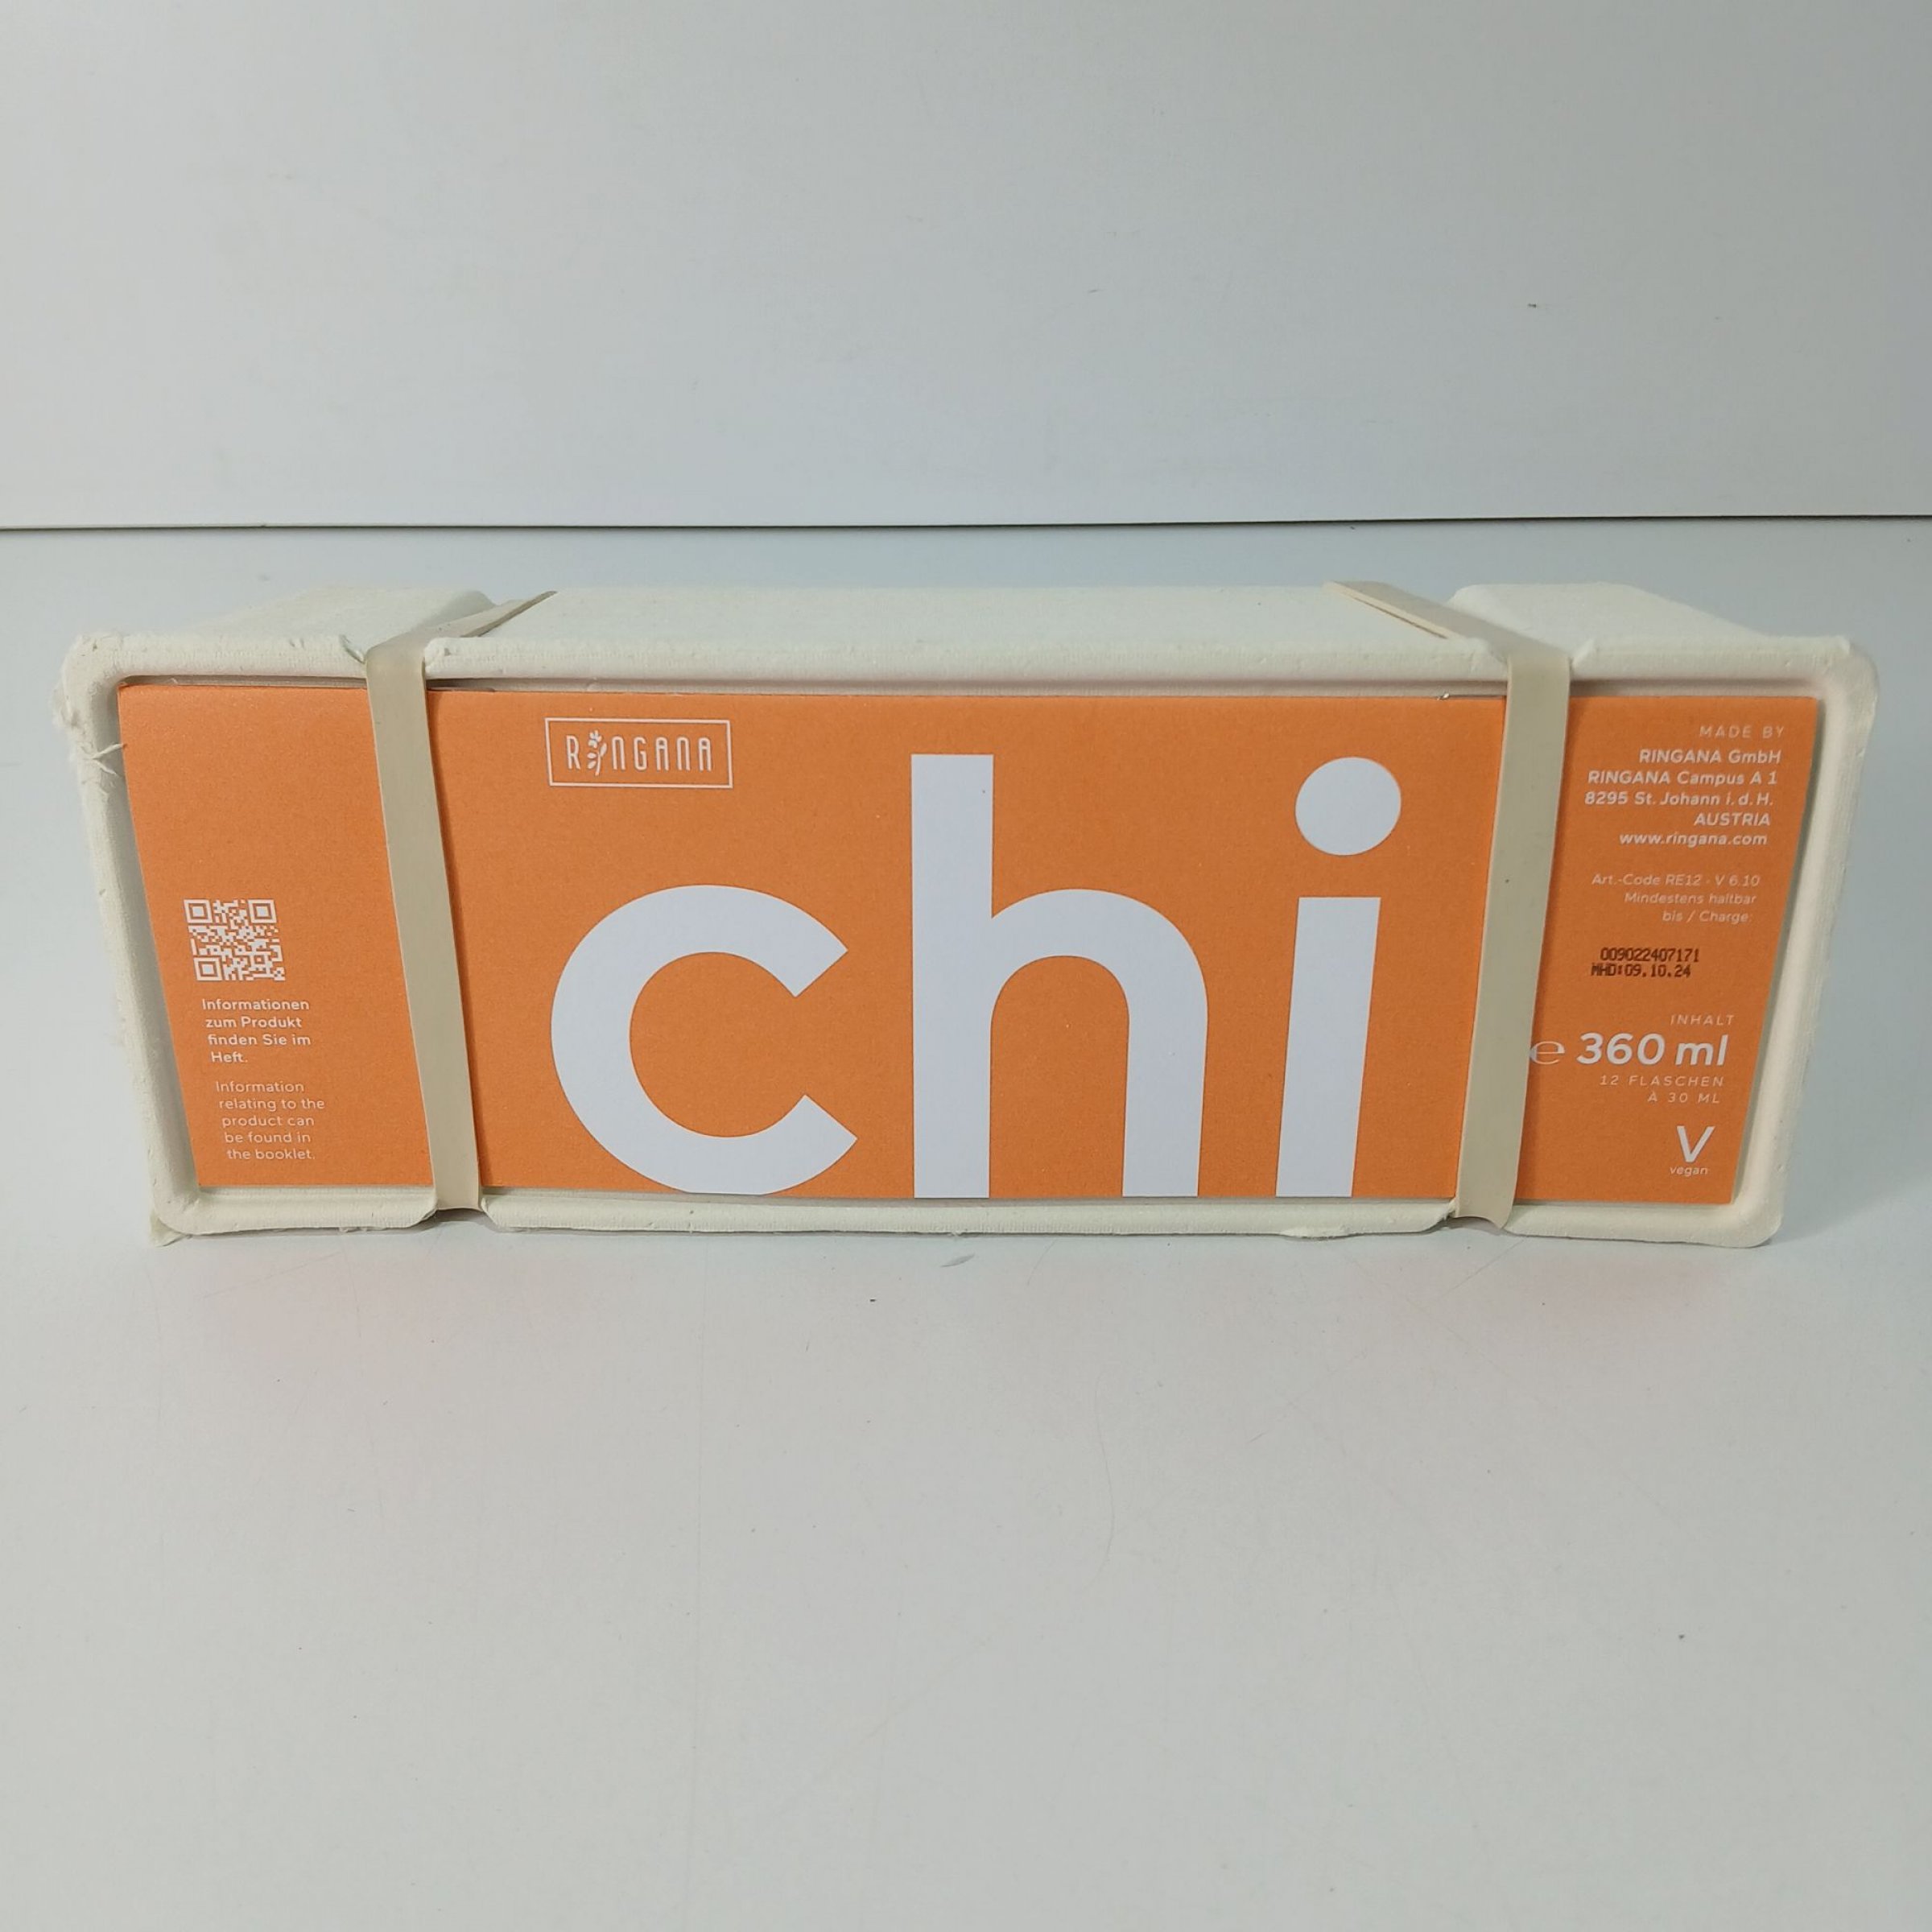 RINGANA
chi
Informationen
zum Produkt
finden Sie im
Heft.
Information
relating to the
product can
be found in
the booklet.
MADE BY
RINGANA GmbH
RINGANA Campus A 1
8295 St. Johann i. d. H.
AUSTRIA
www.ringana.com
Art.-Code RE12 - V 6.10
Mindestens haltbar
bis / Charge:
009022407171
MHD:09.10.24
INHALT
℮ 360 ml
12 FLASCHEN
À 30 ML
V
vegan